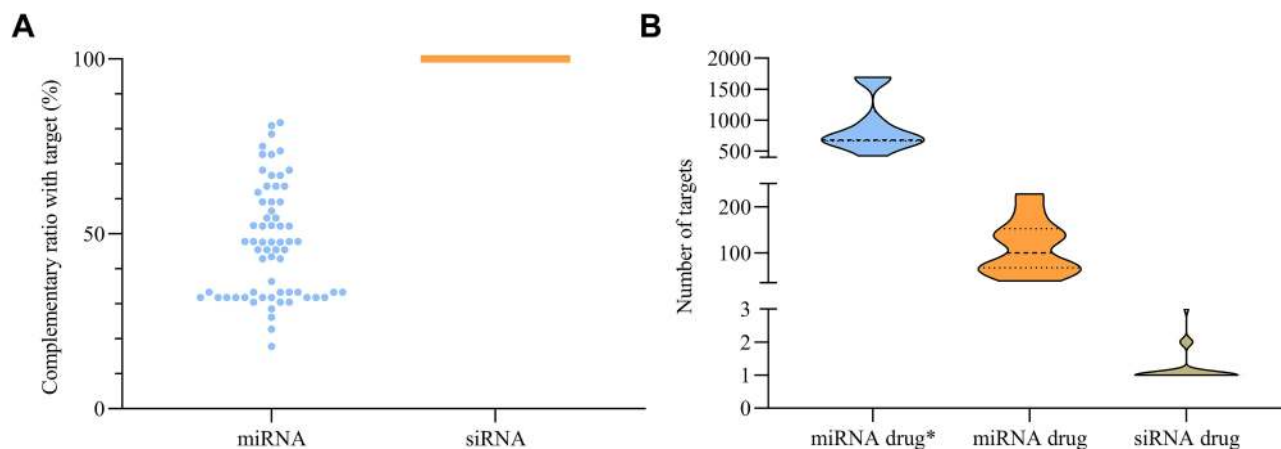 A
Complementary ratio with target (%)
100
50
0
miRNA
siRNA
B
Number of targets
2000
1500
1000
500
200
100
3
2
1
0
miRNA drug*
miRNA drug
siRNA drug